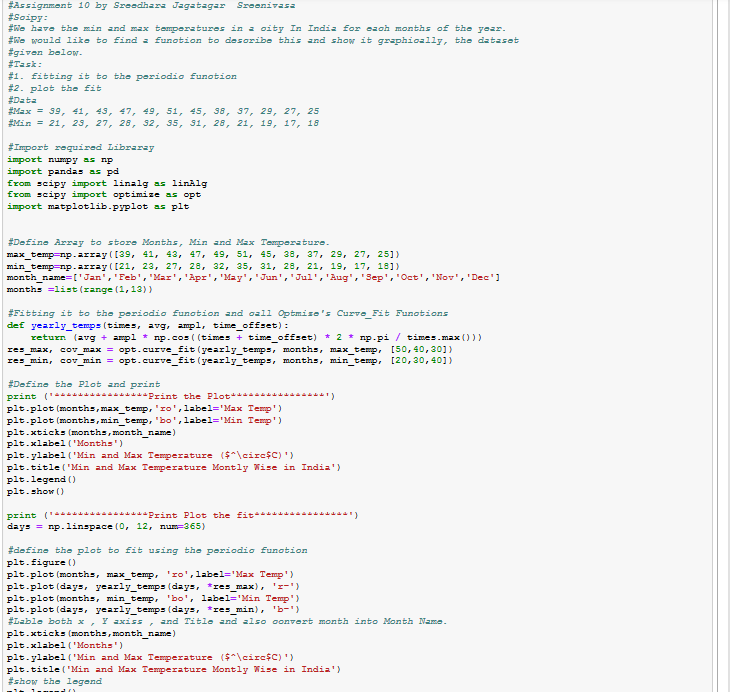 #Assignment 10 by Sreedhara Jagatagar  Sreenivasa
#Scipy:
#We have the min and max temperatures in a city In India for each months of the year.
#We would like to find a function to describe this and show it graphically, the dataset
#given below.
#Task:
#1. fitting it to the periodic function
#2. plot the fit
#Data
#Max = 39, 41, 43, 47, 49, 51, 45, 38, 37, 29, 27, 25
#Min = 21, 23, 27, 28, 32, 35, 31, 28, 21, 19, 17, 18
#Import required Libraray
import numpy as np
import pandas as pd
from scipy import linalg as linAlg
from scipy import optimize as opt
import matplotlib.pyplot as plt
#Define Array to store Months, Min and Max Temperature.
max_temp=np.array([39, 41, 43, 47, 49, 51, 45, 38, 37, 29, 27, 25])
min_temp=np.array([21, 23, 27, 28, 32, 35, 31, 28, 21, 19, 17, 18])
month_name=['Jan','Feb','Mar','Apr','May','Jun','Jul','Aug','Sep','Oct','Nov','Dec']
months =list(range(1,13))
#Fitting it to the periodic function and call Optmise's Curve_Fit Functions
def yearly_temps(times, avg, ampl, time_offset):
    return (avg + ampl * np.cos((times + time_offset) * 2 * np.pi / times.max()))
res_max, cov_max = opt.curve_fit(yearly_temps, months, max_temp, [50,40,30])
res_min, cov_min = opt.curve_fit(yearly_temps, months, min_temp, [20,30,40])
#Define the Plot and print
print ('****************Print the Plot****************')
plt.plot(months,max_temp,'ro',label='Max Temp')
plt.plot(months,min_temp,'bo',label='Min Temp')
plt.xticks(months,month_name)
plt.xlabel('Months')
plt.ylabel('Min and Max Temperature ($^\circ$C)')
plt.title('Min and Max Temperature Montly Wise in India')
plt.legend()
plt.show()
print ('****************Print Plot the fit****************')
days = np.linspace(0, 12, num=365)
#define the plot to fit using the periodic function
plt.figure()
plt.plot(months, max_temp, 'ro',label='Max Temp')
plt.plot(days, yearly_temps(days, *res_max), 'r-')
plt.plot(months, min_temp, 'bo', label='Min Temp')
plt.plot(days, yearly_temps(days, *res_min), 'b-')
#Lable both x , Y axiss , and Title and also convert month into Month Name.
plt.xticks(months,month_name)
plt.xlabel('Months')
plt.ylabel('Min and Max Temperature ($^\circ$C)')
plt.title('Min and Max Temperature Montly Wise in India')
#show the legend